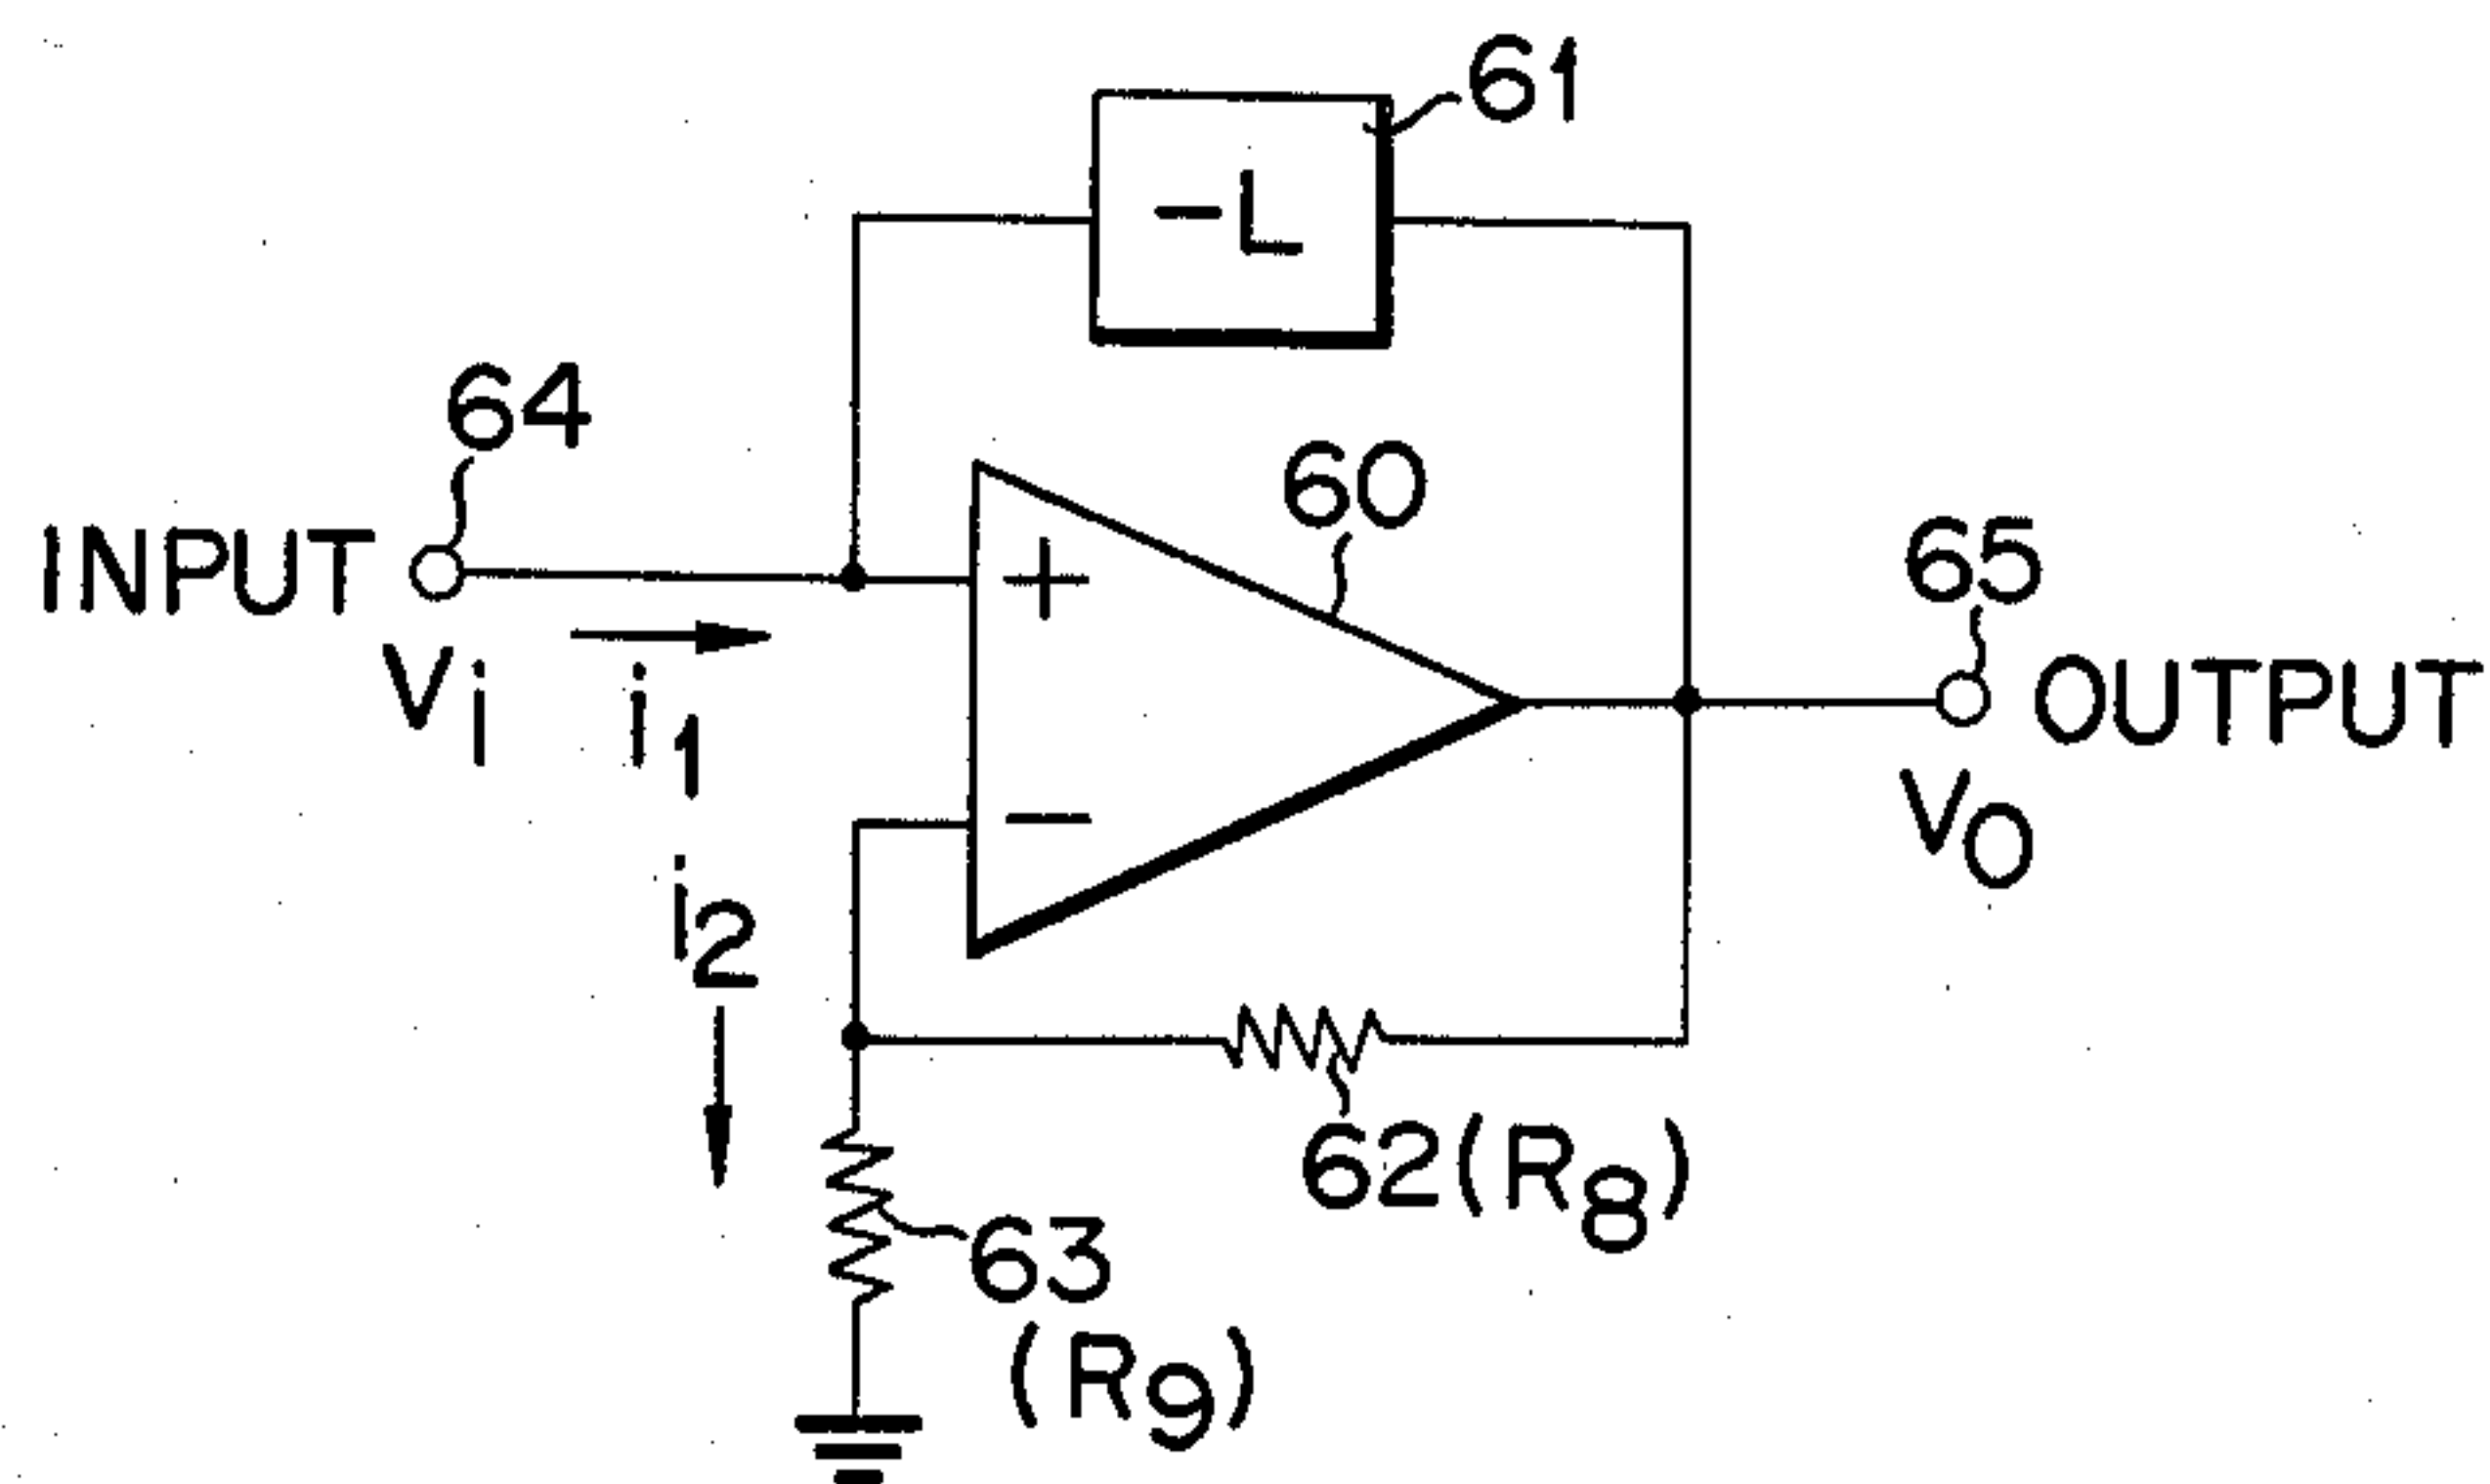 61
-L
64
60
INPUT
+
65
OUTPUT
Vi
i1
VO
−
i2
62(R8)
63
(R9)